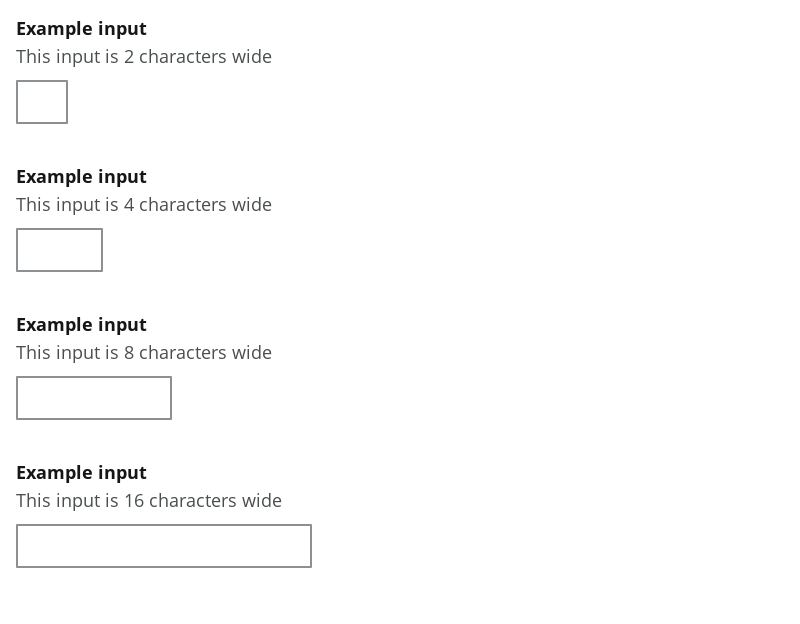 Example input
This input is 2 characters wide
Example input
This input is 4 characters wide
Example input
This input is 8 characters wide
Example input
This input is 16 characters wide